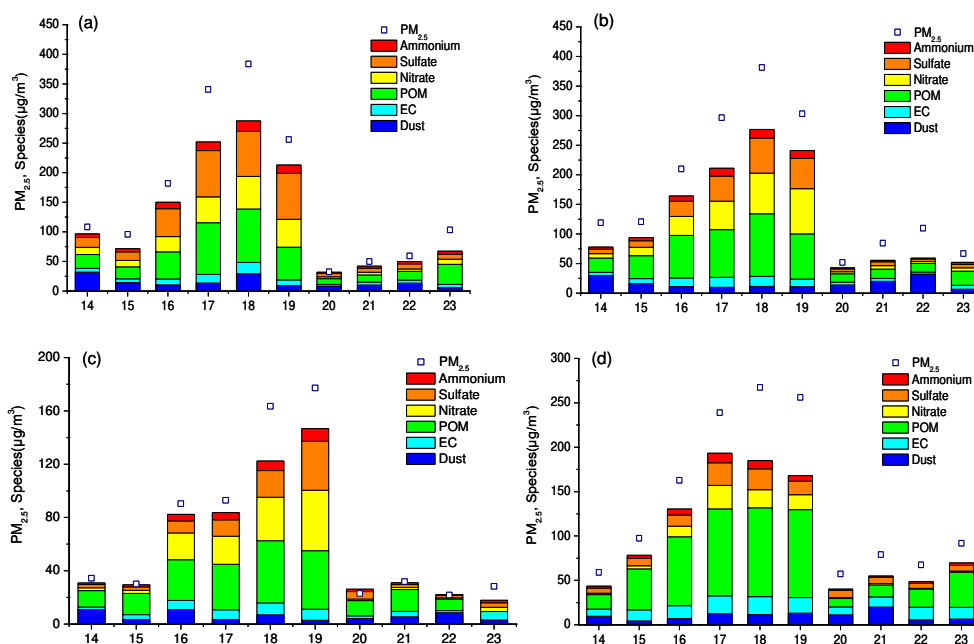 (a)
PM2.5
Ammonium
Sulfate
Nitrate
POM
EC
Dust
PM2.5, Species(μg/m³)
450
400
350
300
250
200
150
100
50
0
14 15 16 17 18 19 20 21 22 23
(b)
PM2.5
Ammonium
Sulfate
Nitrate
POM
EC
Dust
PM2.5, Species(μg/m³)
450
400
350
300
250
200
150
100
50
0
14 15 16 17 18 19 20 21 22 23
(c)
PM2.5
Ammonium
Sulfate
Nitrate
POM
EC
Dust
PM2.5, Species(μg/m³)
200
160
120
80
40
0
14 15 16 17 18 19 20 21 22 23
(d)
PM2.5
Ammonium
Sulfate
Nitrate
POM
EC
Dust
PM2.5, Species(μg/m³)
300
250
200
150
100
50
0
14 15 16 17 18 19 20 21 22 23